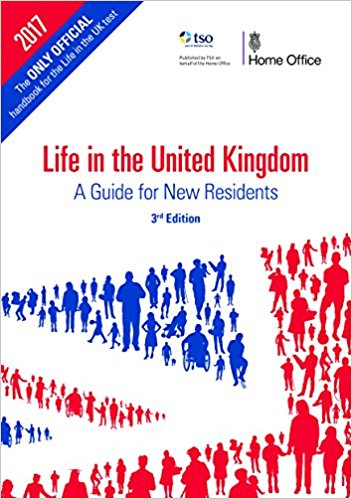 2017
The ONLY OFFICIAL
handbook for the Life in the UK test
tso
Published by TSO on
behalf of the Home Office
Home Office
Life in the United Kingdom
A Guide for New Residents
3rd Edition